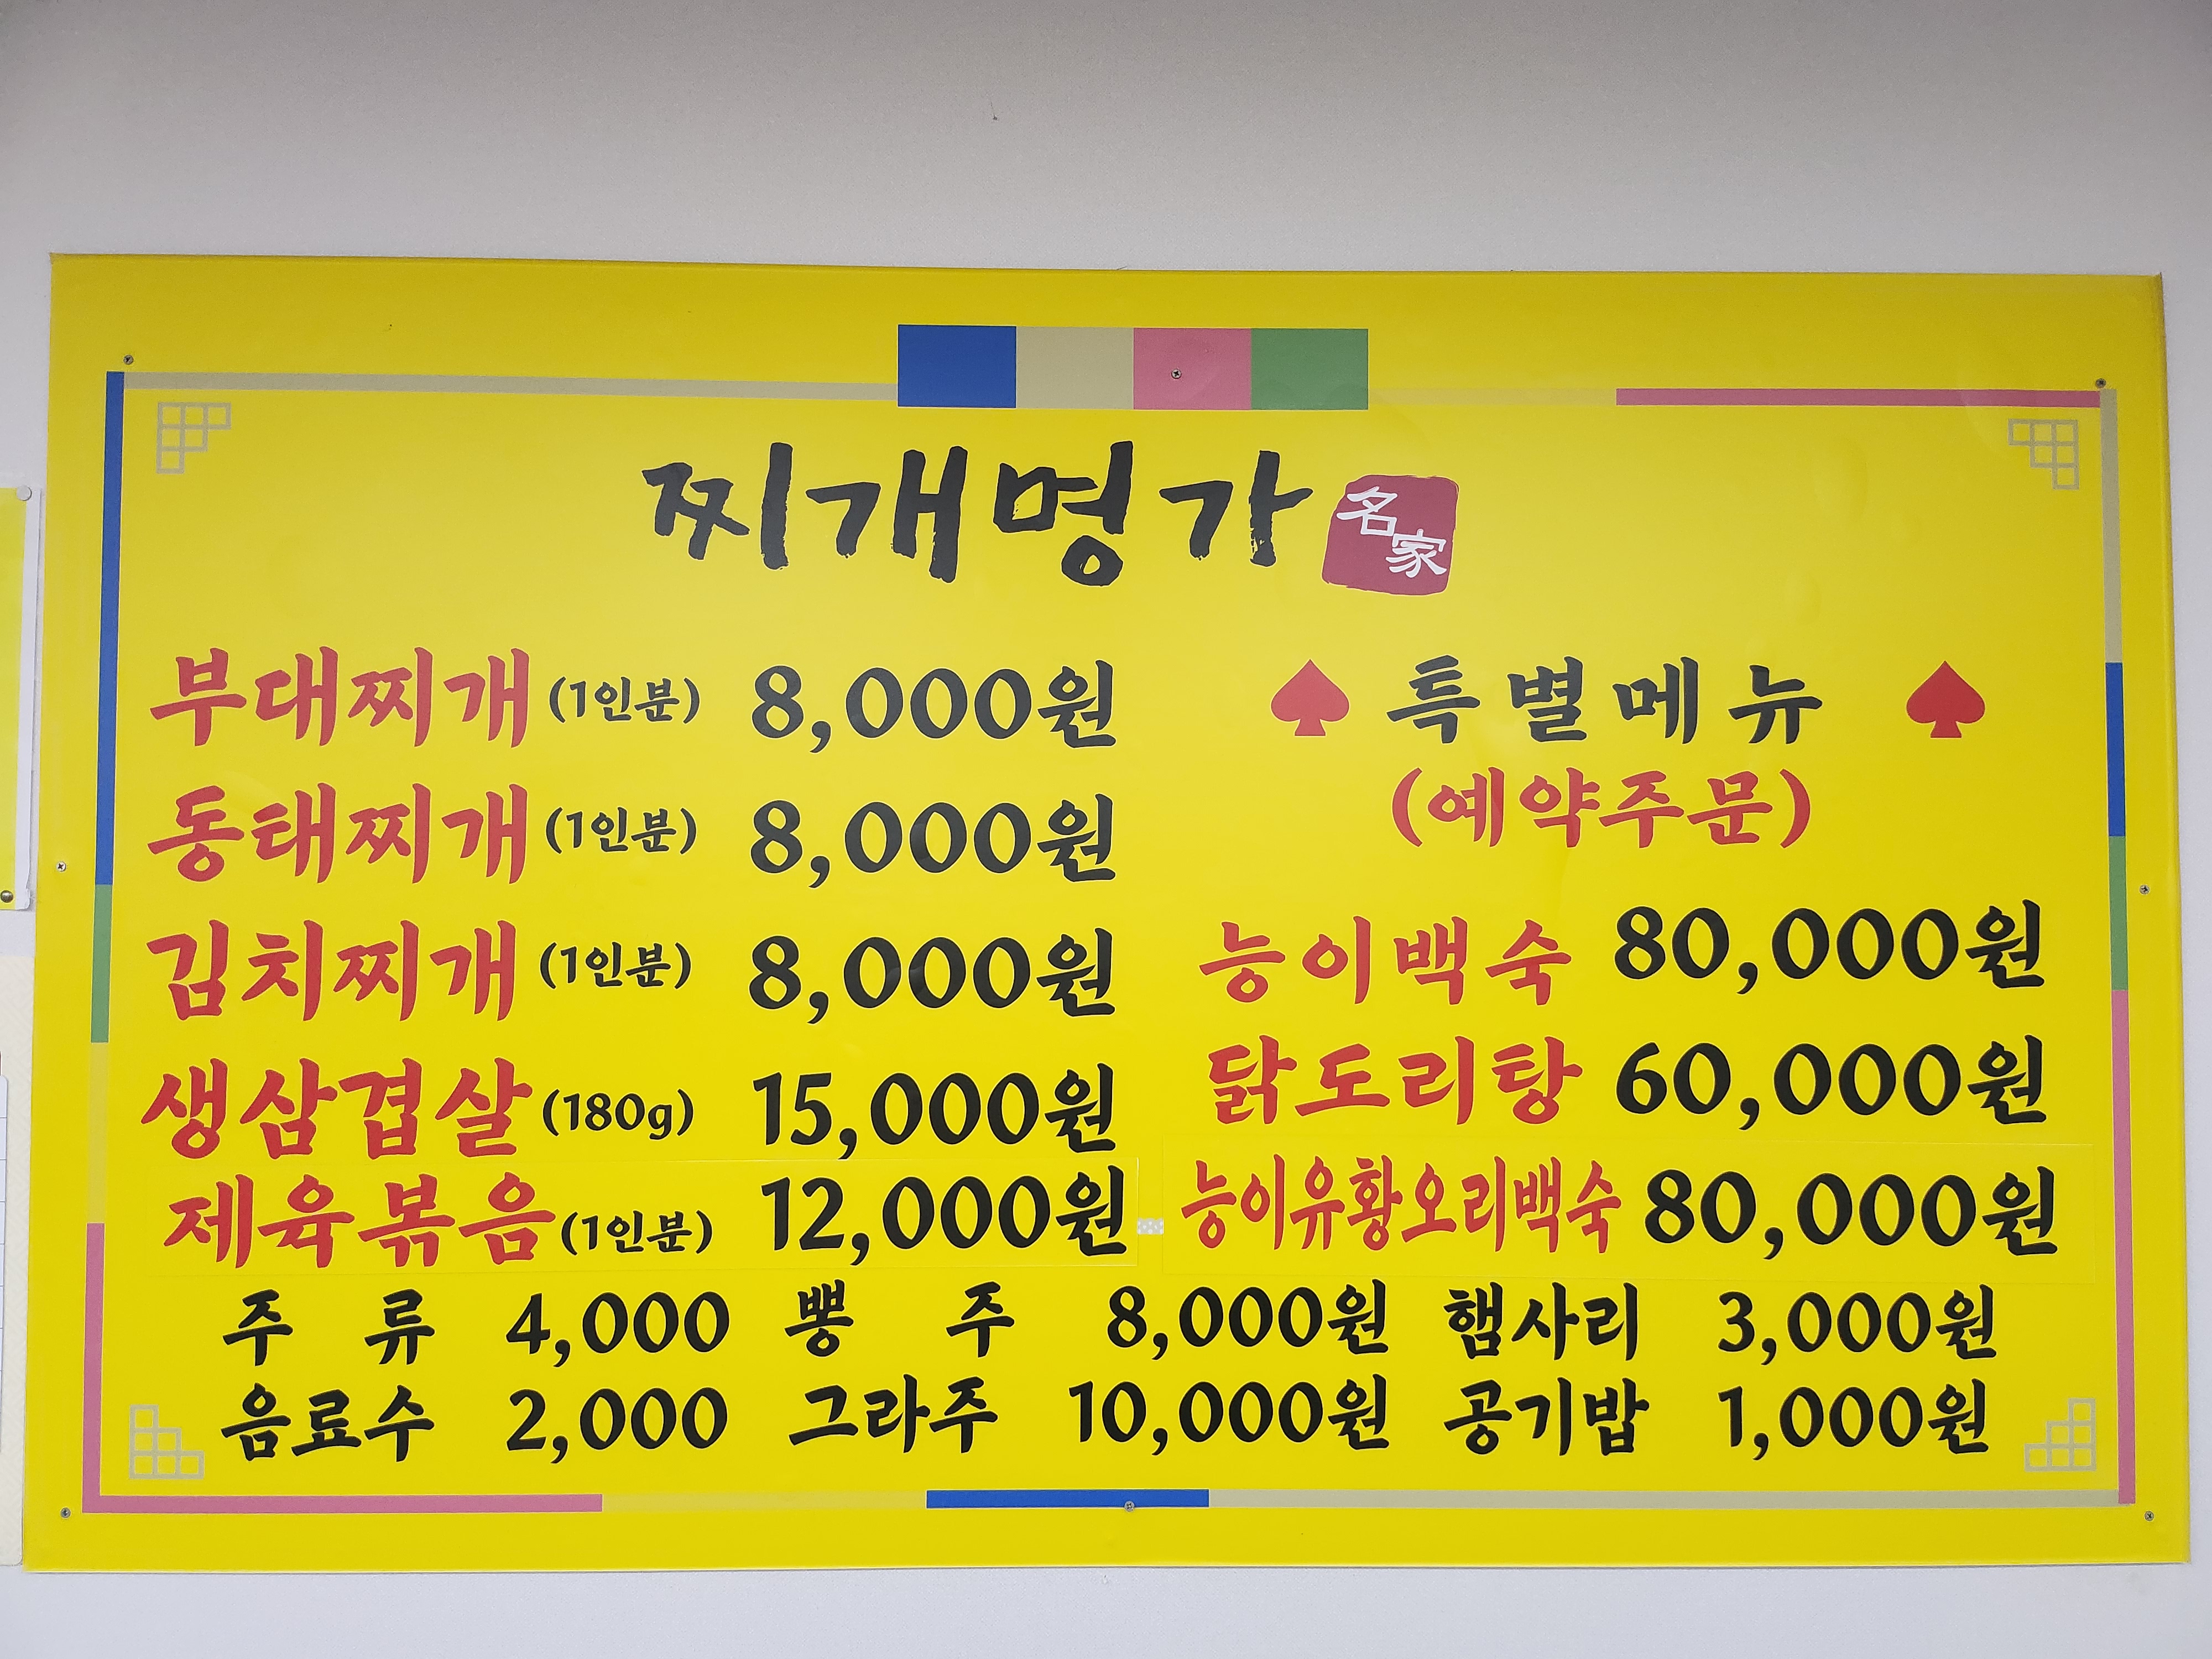 찌개명가 名家
부대찌개 (1인분) 8,000원
동태찌개 (1인분) 8,000원
김치찌개 (1인분) 8,000원
생삼겹살 (180g) 15,000원
제육볶음 (1인분) 12,000원
♠ 특별메뉴 ♠
(예약주문)
능이백숙 80,000원
닭도리탕 60,000원
능이유황오리백숙 80,000원
주 류 4,000 뽕 주 8,000원 햄사리 3,000원
음료수 2,000 그라주 10,000원 공기밥 1,000원